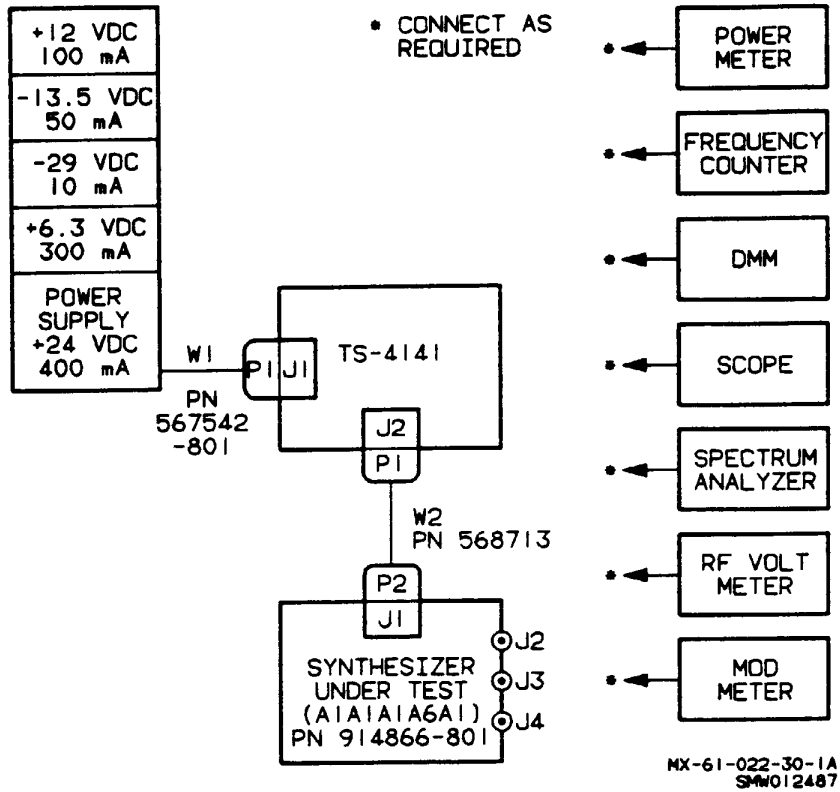 +12 VDC
100 mA
-13.5 VDC
50 mA
-29 VDC
10 mA
+6.3 VDC
300 mA
POWER
SUPPLY
+24 VDC
400 mA
* CONNECT AS
REQUIRED
W1
PN
567542
-801
P1 J1
TS-4141
J2
P1
W2
PN 568713
P2
J1
SYNTHESIZER
UNDER TEST
(A1A1A1A6A1)
PN 914866-801
J2
J3
J4
* POWER
METER
* FREQUENCY
COUNTER
* DMM
* SCOPE
* SPECTRUM
ANALYZER
* RF VOLT
METER
* MOD
METER
MX-61-022-30-1A
SMW012487